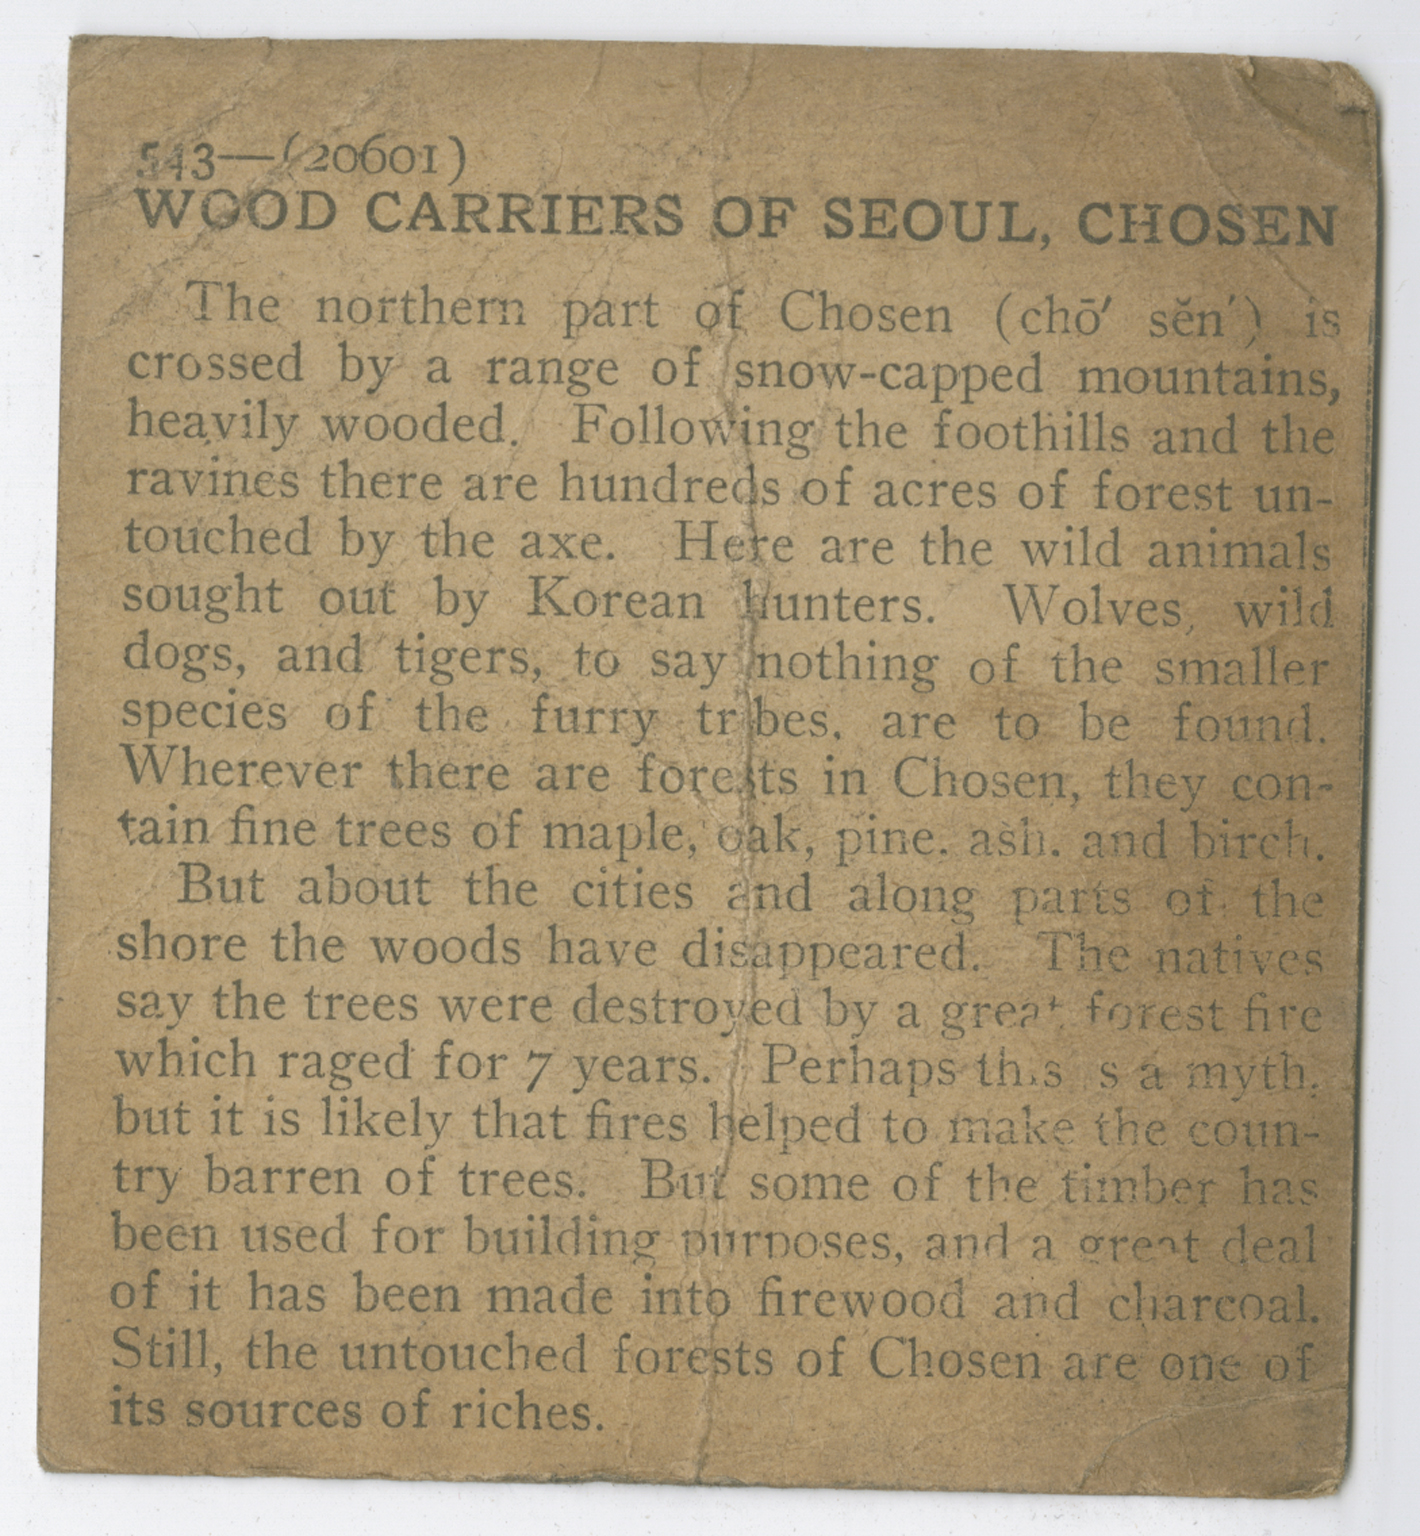 543—(20601)
WOOD CARRIERS OF SEOUL, CHOSEN
The northern part of Chosen (chō′ sĕn′) is
crossed by a range of snow-capped mountains,
heavily wooded. Following the foothills and the
ravines there are hundreds of acres of forest un-
touched by the axe. Here are the wild animals
sought out by Korean hunters. Wolves, wild
dogs, and tigers, to say nothing of the smaller
species of the furry tribes, are to be found.
Wherever there are forests in Chosen, they con-
tain fine trees of maple, oak, pine, ash, and birch.
But about the cities and along parts of the
shore the woods have disappeared. The natives
say the trees were destroyed by a great forest fire
which raged for 7 years. Perhaps this is a myth,
but it is likely that fires helped to make the coun-
try barren of trees. But some of the timber has
been used for building purposes, and a great deal
of it has been made into firewood and charcoal.
Still, the untouched forests of Chosen are one of
its sources of riches.